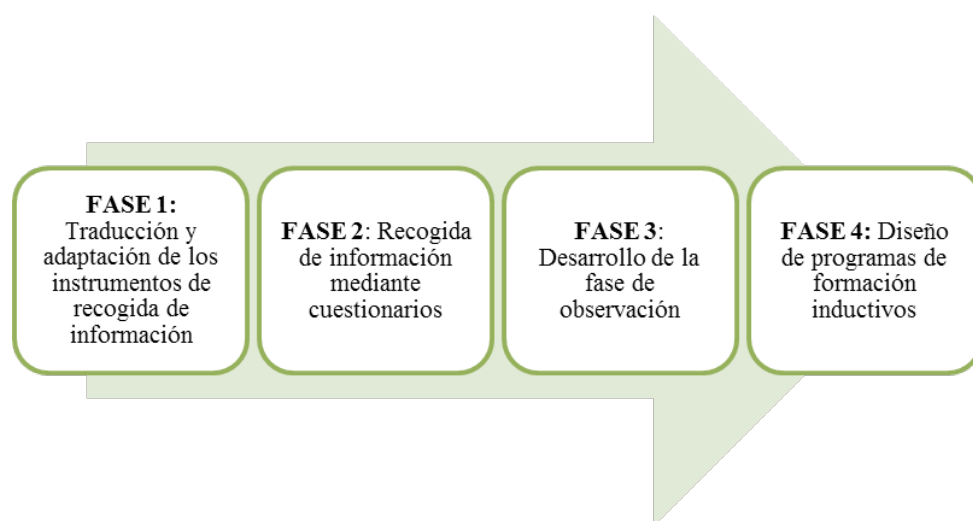 FASE 1:
Traducción y
adaptación de los
instrumentos de
recogida de
información
FASE 2: Recogida
de información
mediante
cuestionarios
FASE 3:
Desarrollo de la
fase de
observación
FASE 4: Diseño
de programas de
formación
inductivos